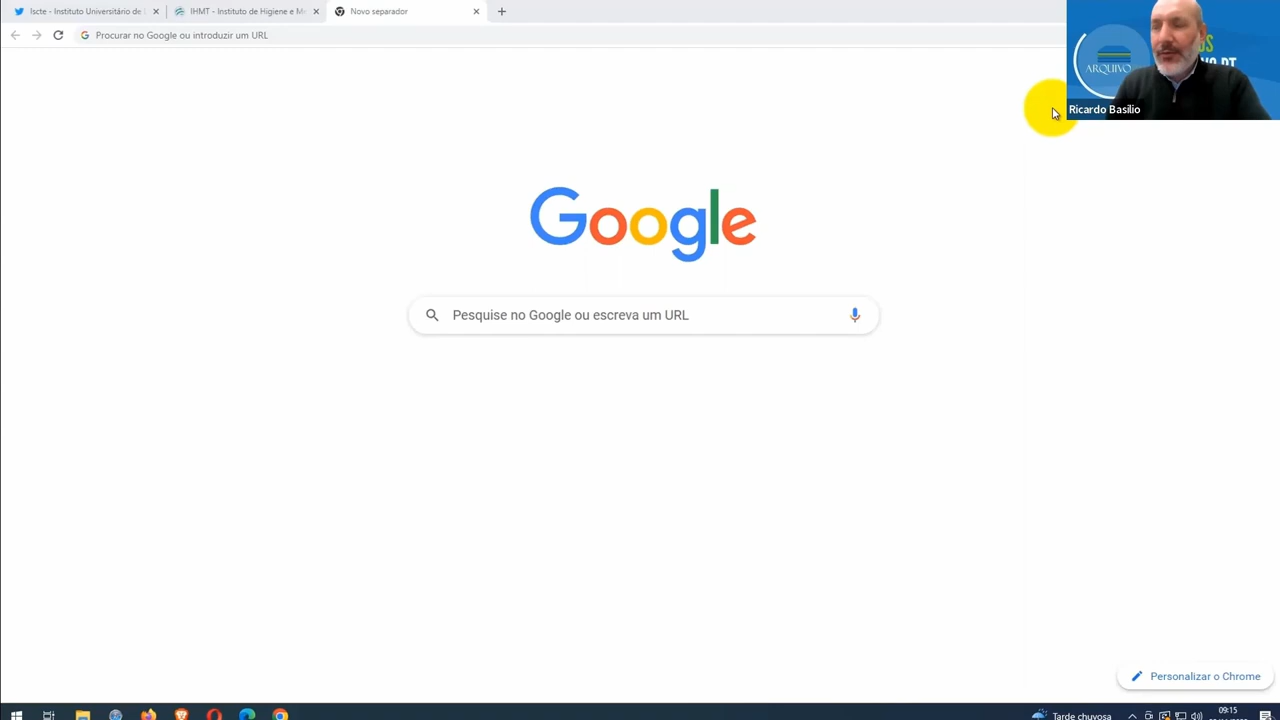 Iscte - Instituto Universitário de
IHMT - Instituto de Higiene e M
Novo separador
Procurar no Google ou introduzir um URL
ARQUIVO
Ricardo Basílio
Google
Pesquise no Google ou escreva um URL
Personalizar o Chrome
Tarde chuvosa
09:15